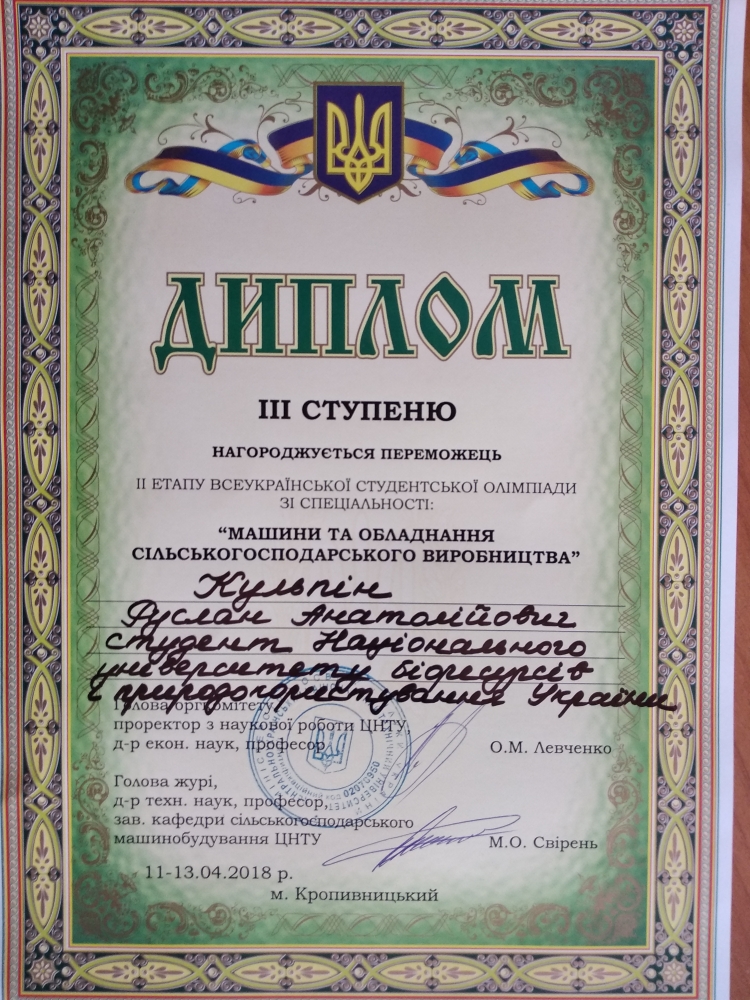 ДИПЛОМ
III СТУПЕНЮ
НАГОРОДЖУЄТЬСЯ ПЕРЕМОЖЕЦЬ
II ЕТАПУ ВСЕУКРАЇНСЬКОЇ СТУДЕНТСЬКОЇ ОЛІМПІАДИ
ЗІ СПЕЦІАЛЬНОСТІ:
“МАШИНИ ТА ОБЛАДНАННЯ
СІЛЬСЬКОГОСПОДАРСЬКОГО ВИРОБНИЦТВА”
Кульпін
Руслан Анатолійович
студент Національного
університету біоресурсів
і природокористування України
Голова оргкомітету,
проректор з наукової роботи ЦНТУ,
д-р екон. наук, професор
О.М. Левченко
02070950
Голова журі,
д-р техн. наук, професор,
зав. кафедри сільськогосподарського
машинобудування ЦНТУ
М.О. Свірень
11-13.04.2018 р.
м. Кропивницький